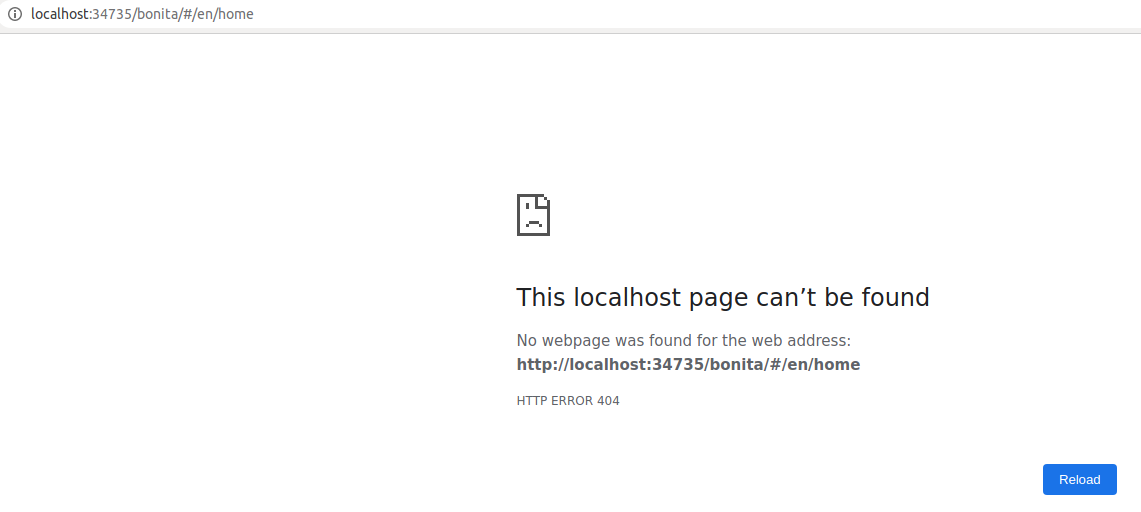 localhost:34735/bonita/#/en/home
This localhost page can’t be found
No webpage was found for the web address:
http://localhost:34735/bonita/#/en/home
HTTP ERROR 404
Reload